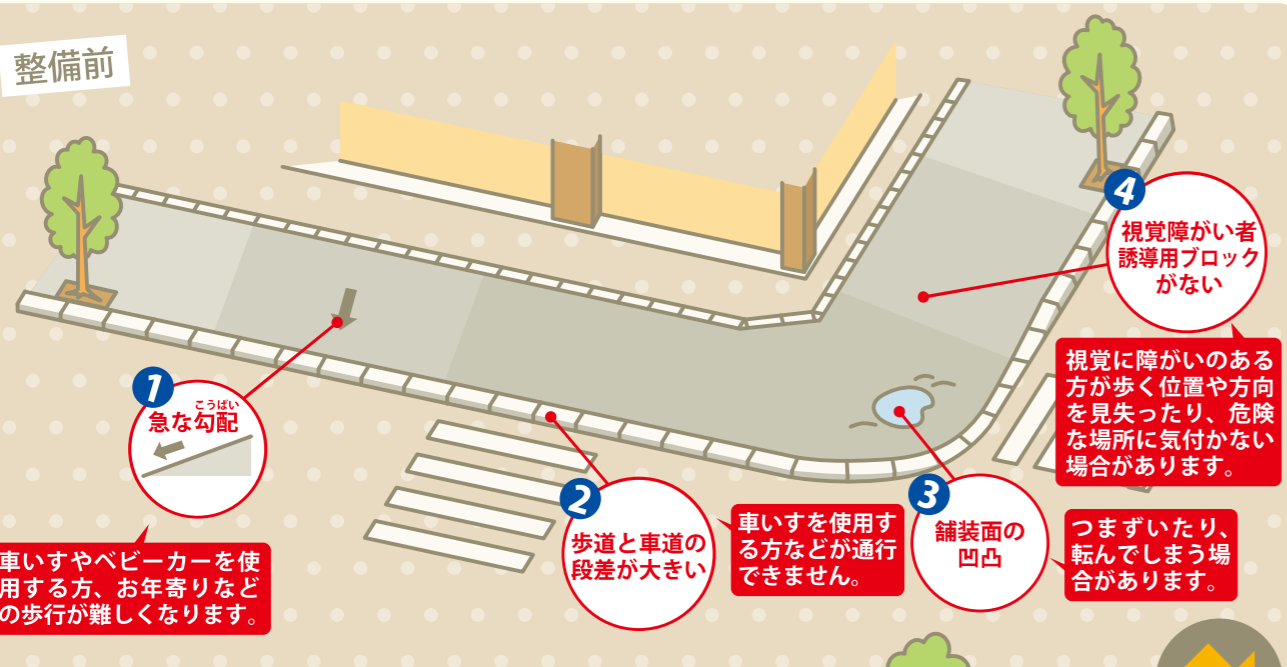 整備前
1
こうばい
急な勾配
車いすやベビーカーを使
用する方、お年寄りなど
の歩行が難しくなります。
2
歩道と車道の
段差が大きい
車いすを使用す
る方などが通行
できません。
3
舗装面の
凹凸
つまずいたり、
転んでしまう場
合があります。
4
視覚障がい者
誘導用ブロック
がない
視覚に障がいのある
方が歩く位置や方向
を見失ったり、危険
な場所に気付かない
場合があります。